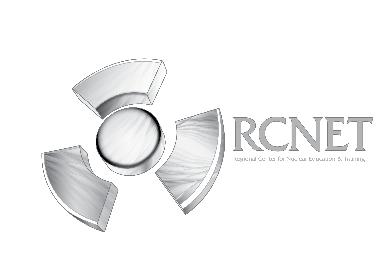 RCNET
Regional Center for Nuclear Education & Training